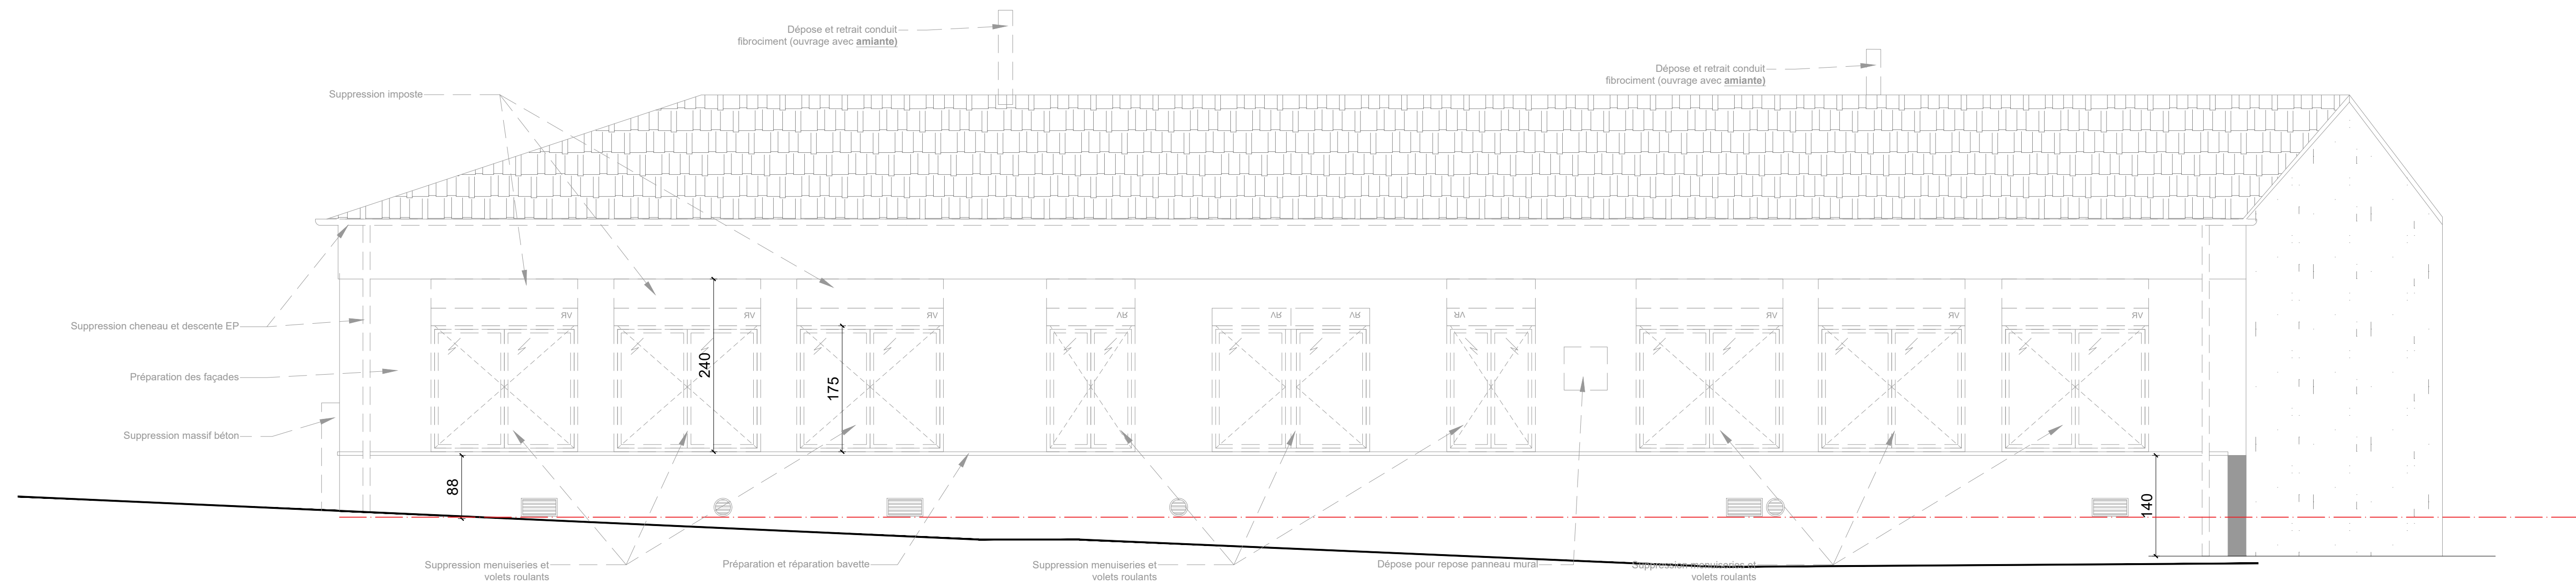 Dépose et retrait conduit
fibrociment (ouvrage avec amiante)
Dépose et retrait conduit
fibrociment (ouvrage avec amiante)
Suppression imposte
Suppression cheneau et descente EP
Préparation des façades
Suppression massif béton
VR
VR
VR
VR
VR
VR
VR
VR
VR
VR
240
175
88
140
Suppression menuiseries et
volets roulants
Préparation et réparation bavette
Suppression menuiseries et
volets roulants
Dépose pour repose panneau mural
Suppression menuiseries et
volets roulants